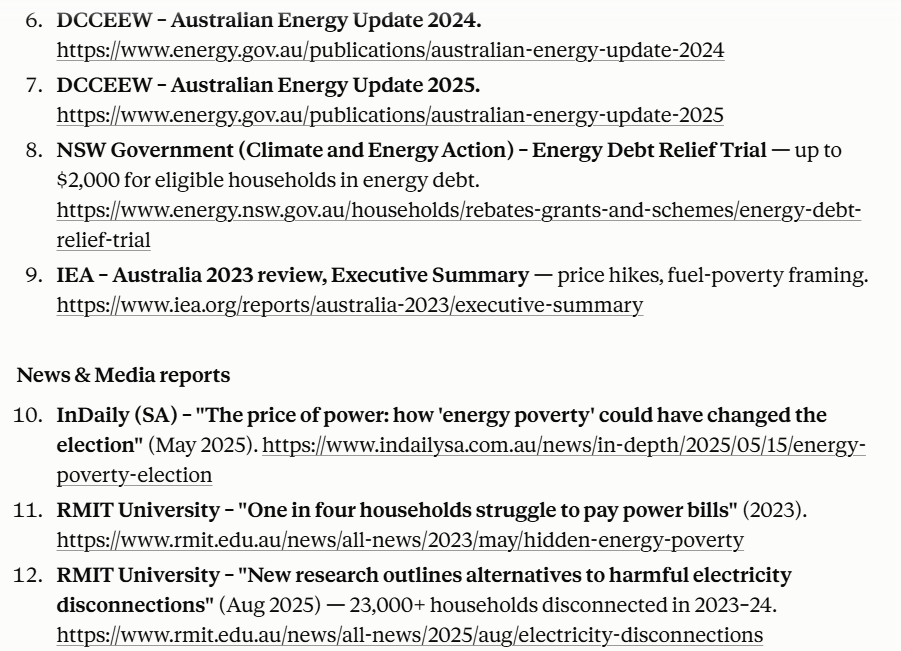 6. DCCEEW – Australian Energy Update 2024.
https://www.energy.gov.au/publications/australian-energy-update-2024
7. DCCEEW – Australian Energy Update 2025.
https://www.energy.gov.au/publications/australian-energy-update-2025
8. NSW Government (Climate and Energy Action) – Energy Debt Relief Trial — up to
$2,000 for eligible households in energy debt.
https://www.energy.nsw.gov.au/households/rebates-grants-and-schemes/energy-debt-
relief-trial
9. IEA – Australia 2023 review, Executive Summary — price hikes, fuel-poverty framing.
https://www.iea.org/reports/australia-2023/executive-summary
News & Media reports
10. InDaily (SA) – "The price of power: how 'energy poverty' could have changed the
election" (May 2025). https://www.indailysa.com.au/news/in-depth/2025/05/15/energy-
poverty-election
11. RMIT University – "One in four households struggle to pay power bills" (2023).
https://www.rmit.edu.au/news/all-news/2023/may/hidden-energy-poverty
12. RMIT University – "New research outlines alternatives to harmful electricity
disconnections" (Aug 2025) — 23,000+ households disconnected in 2023–24.
https://www.rmit.edu.au/news/all-news/2025/aug/electricity-disconnections